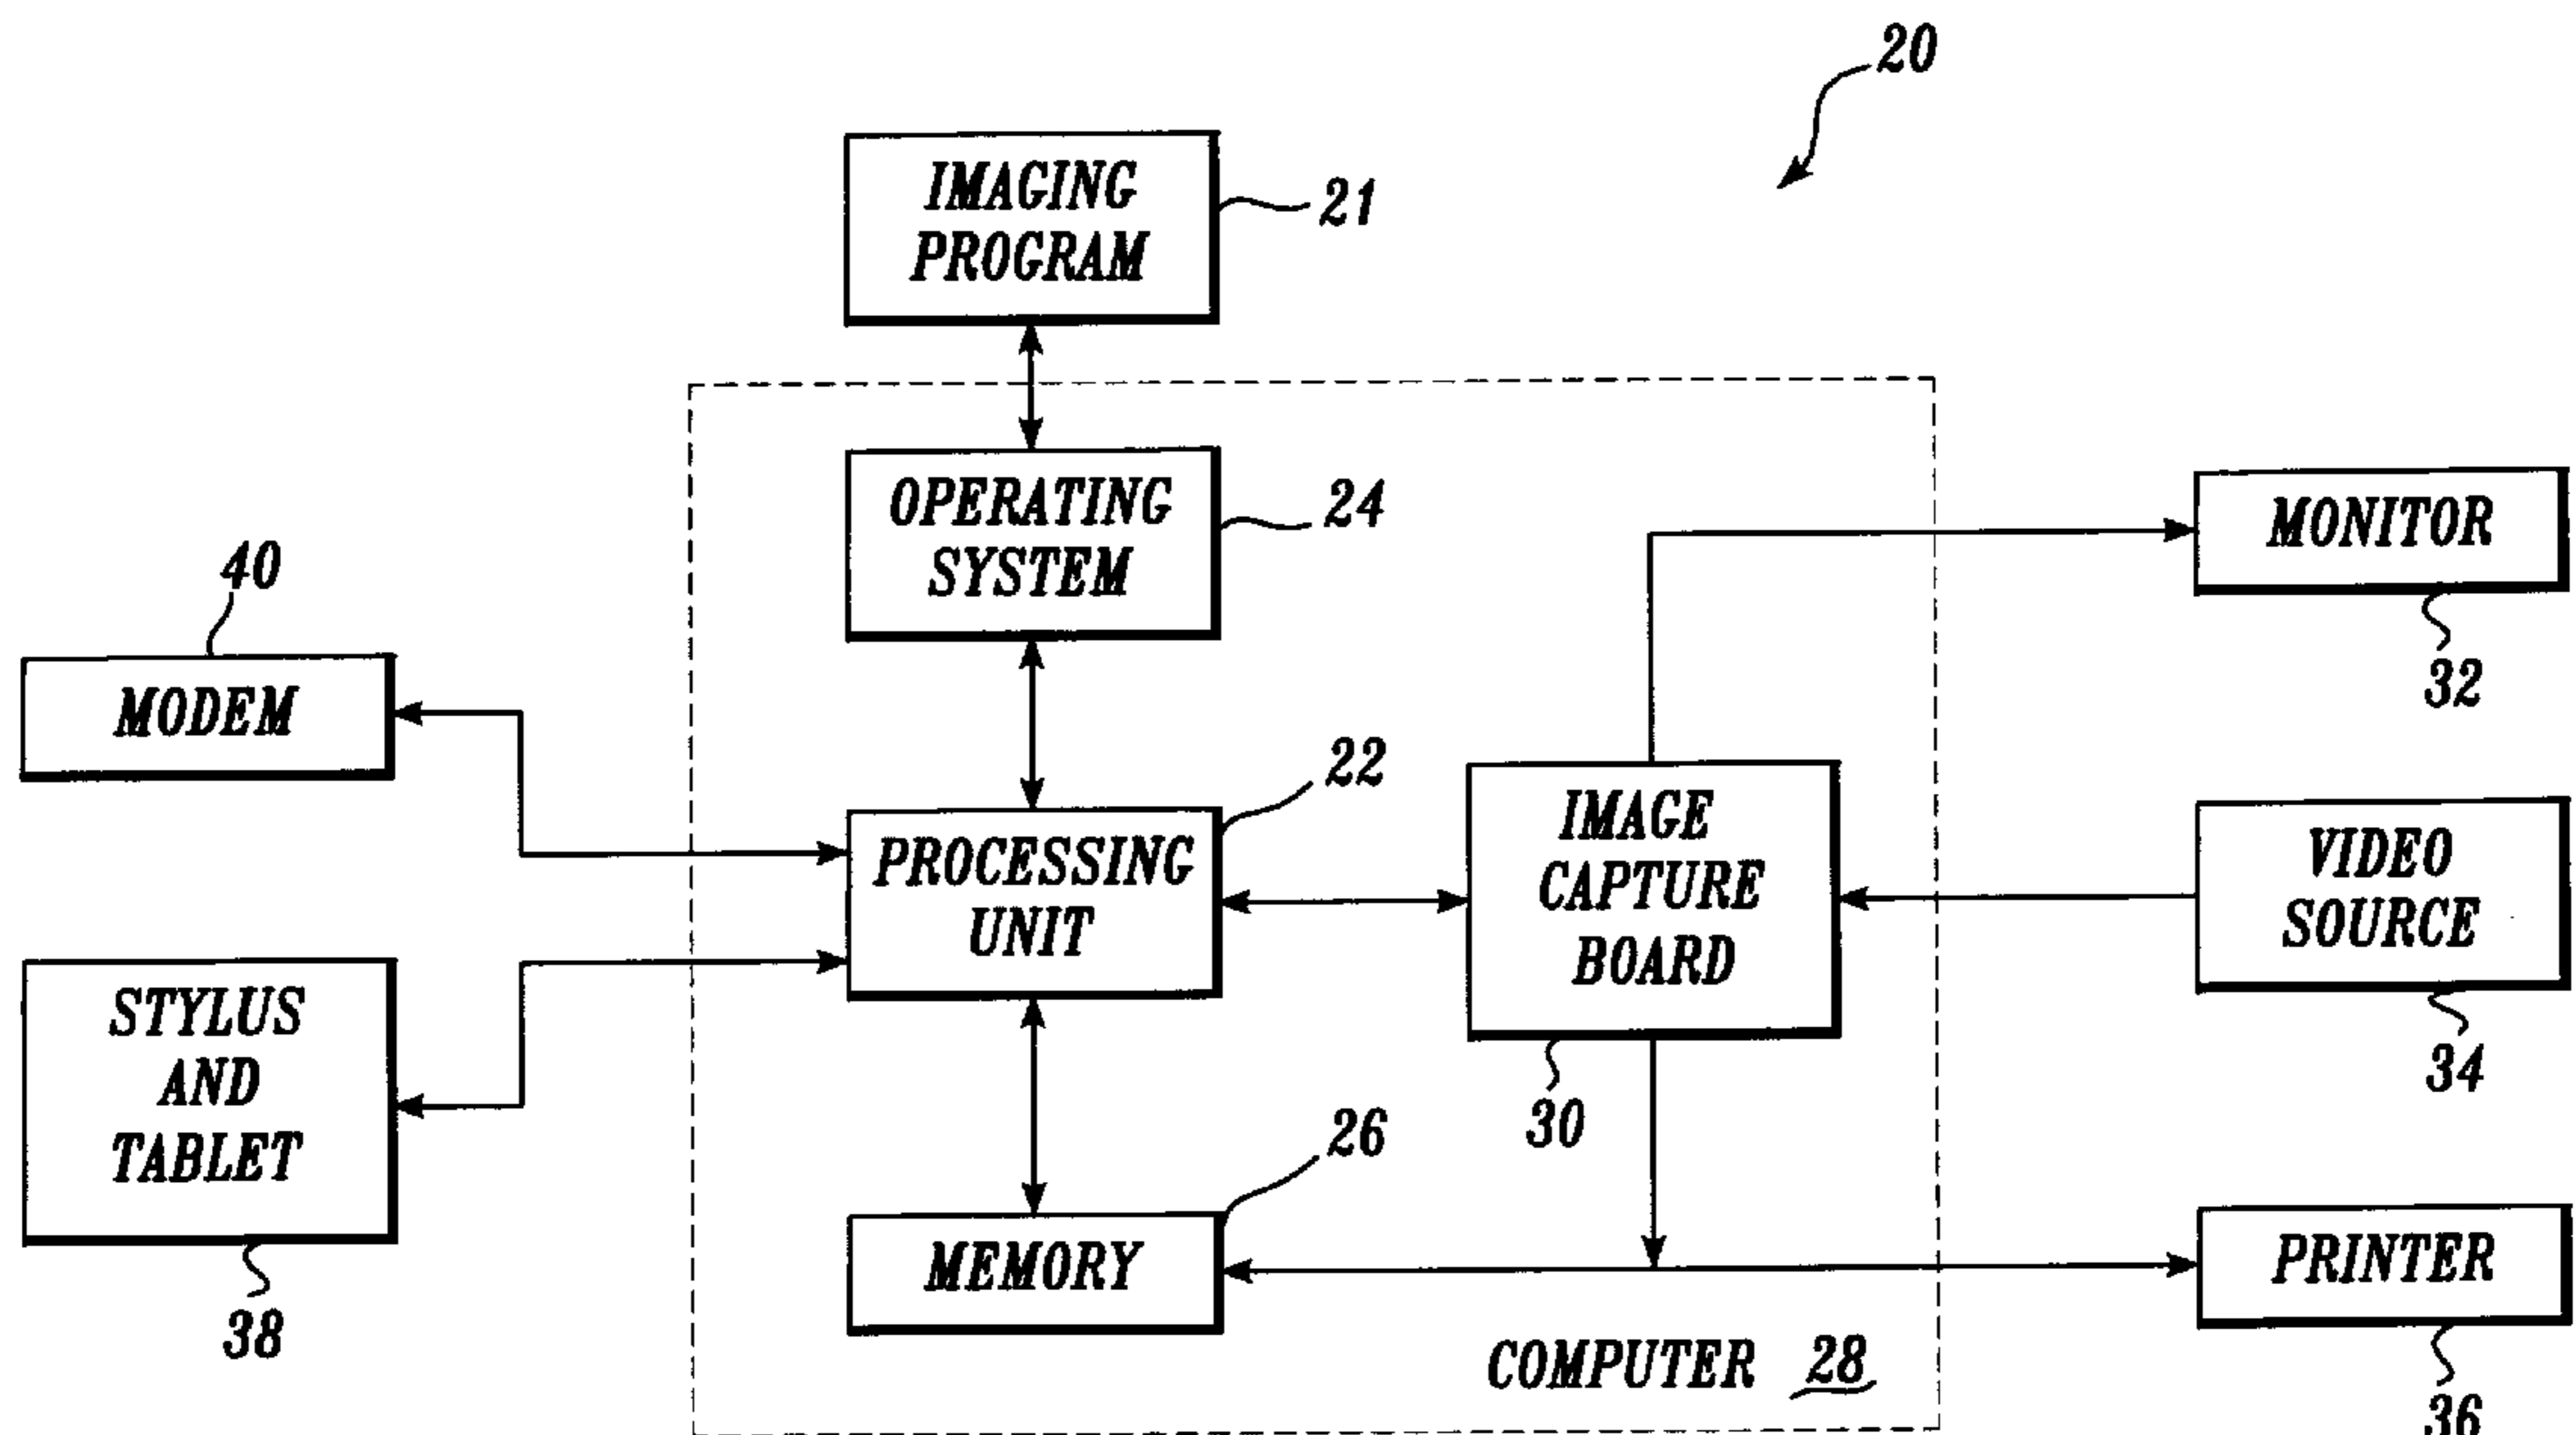 20
IMAGING
PROGRAM
21
OPERATING
SYSTEM
24
MONITOR
32
40
MODEM
PROCESSING
UNIT
22
IMAGE
CAPTURE
BOARD
30
VIDEO
SOURCE
34
STYLUS
AND
TABLET
38
MEMORY
26
PRINTER
36
COMPUTER 28